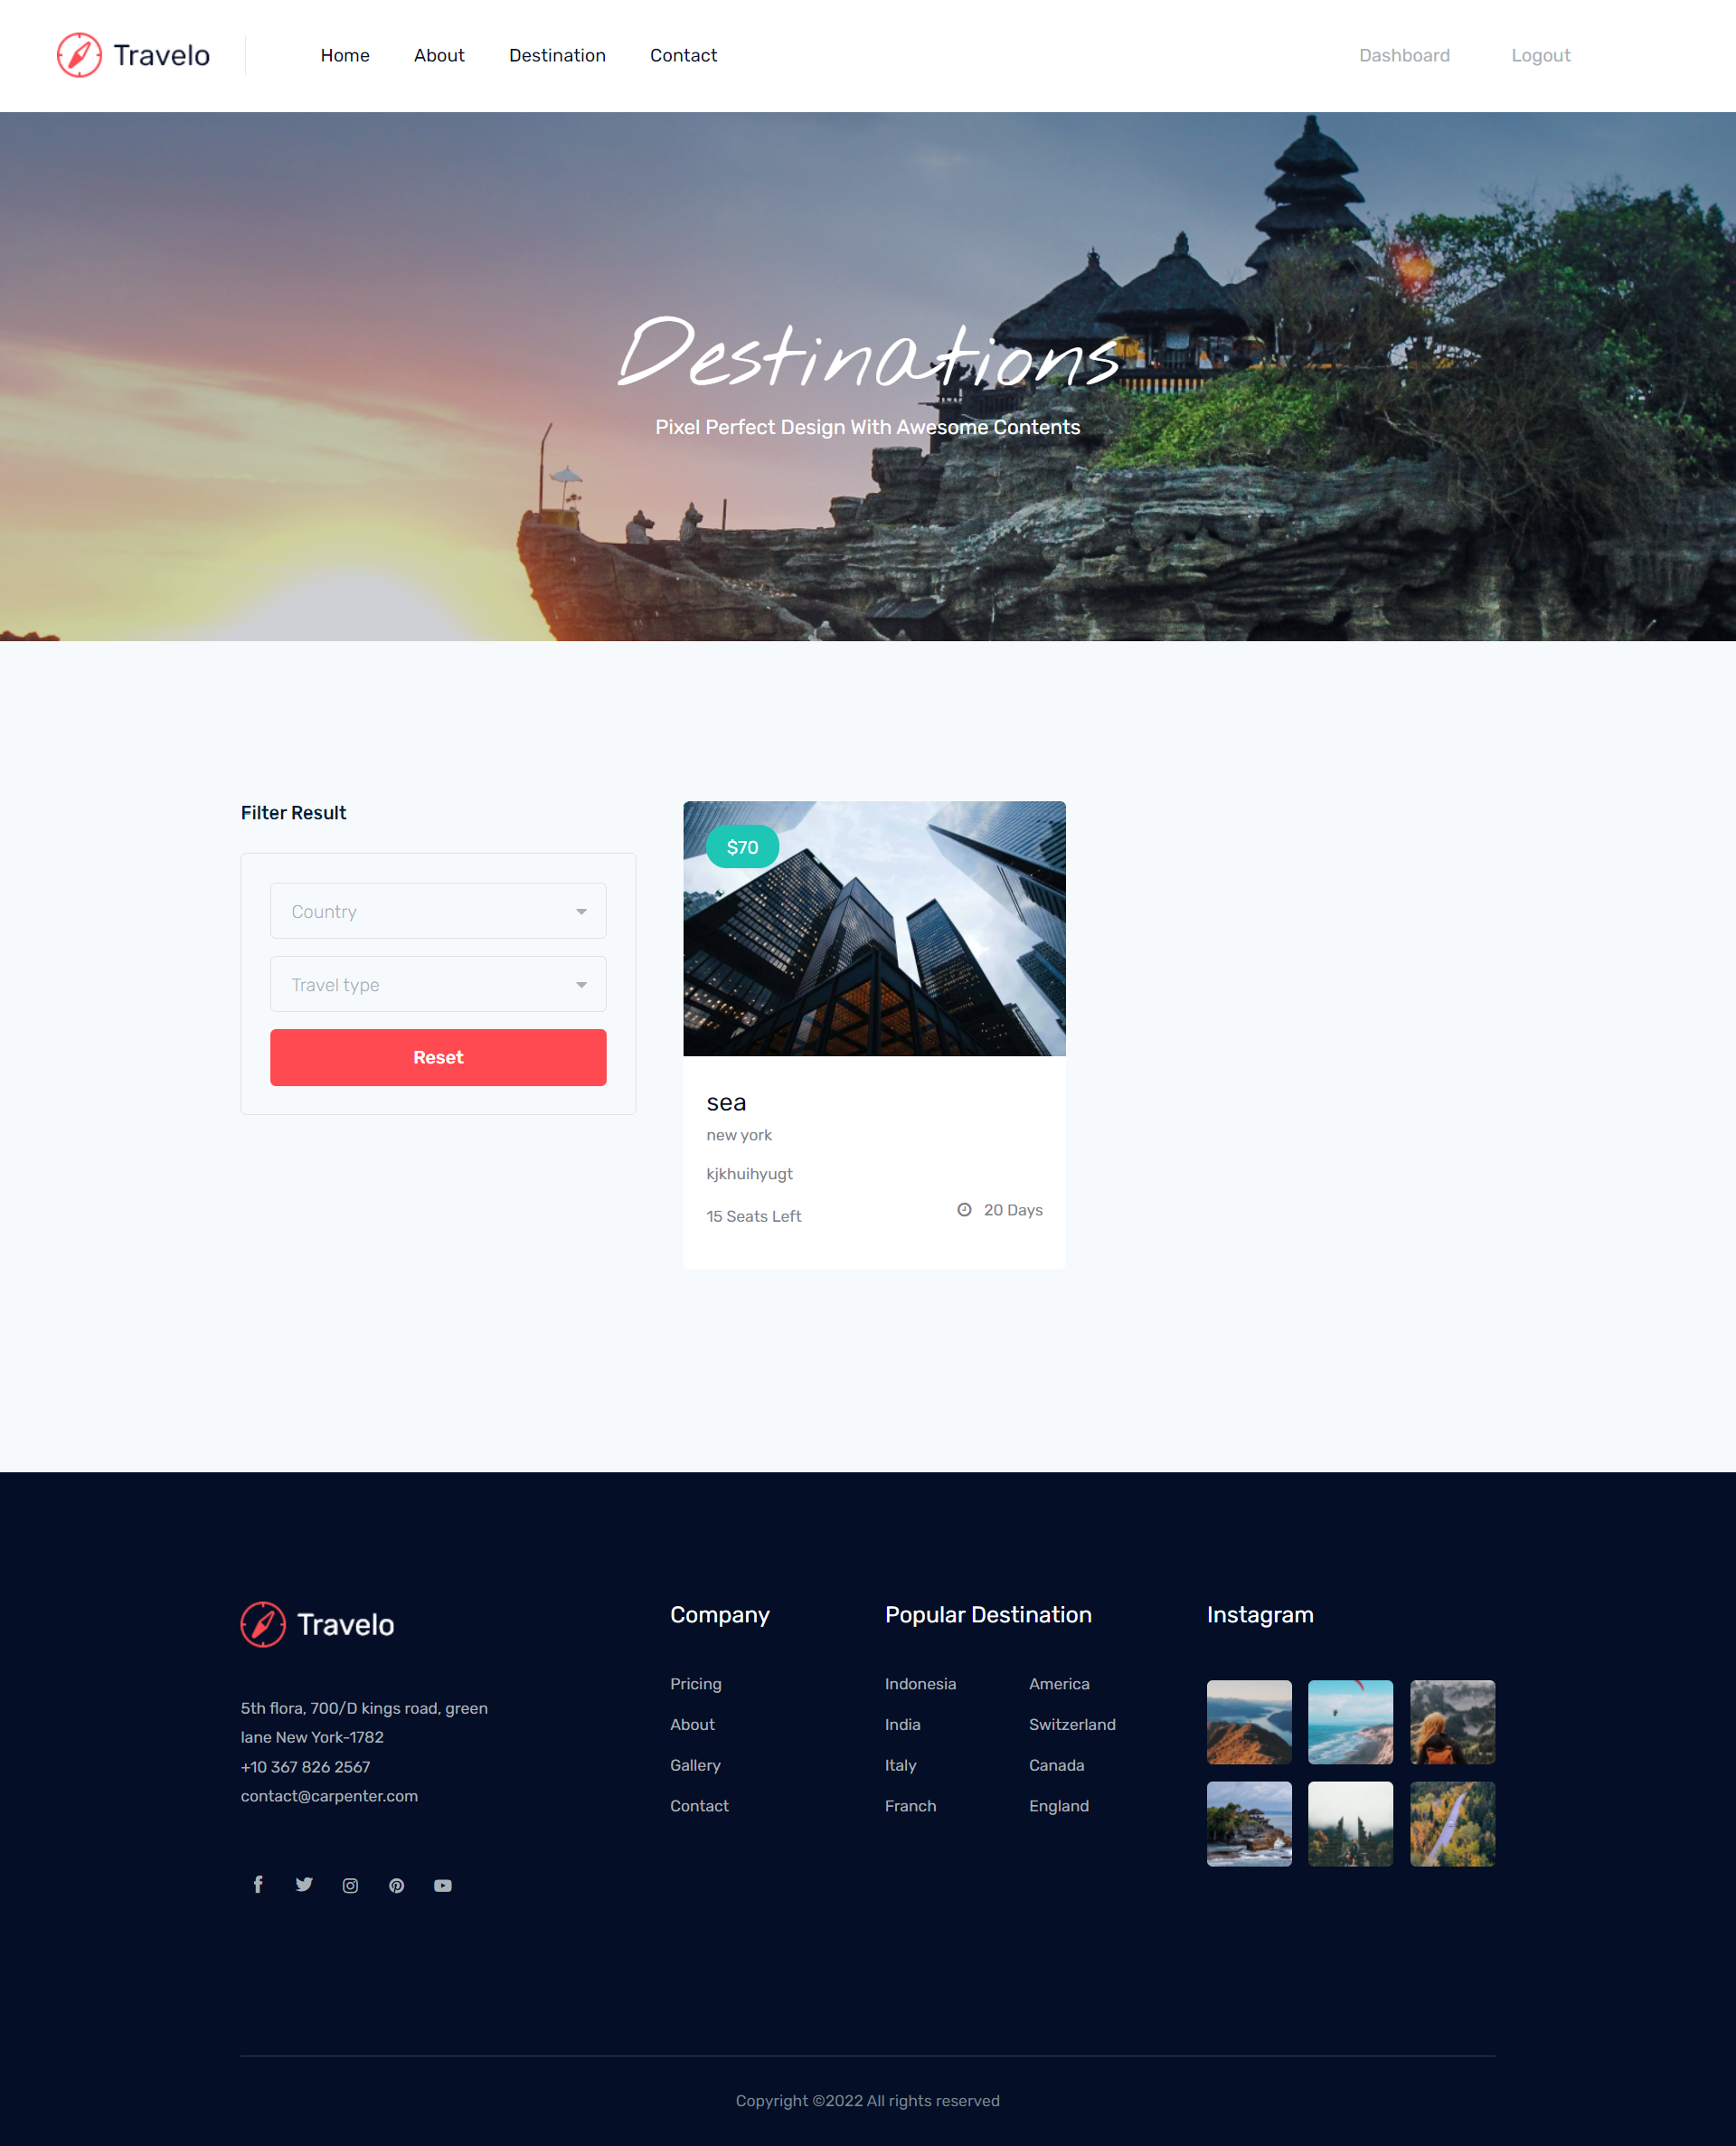 Travelo
Home About Destination Contact Dashboard Logout
Destinations
Pixel Perfect Design With Awesome Contents
Filter Result
Country
Travel type
Reset
$70
sea
new york
kjkhuihyugt
15 Seats Left
20 Days
Travelo
5th flora, 700/D kings road, green
lane New York-1782
+10 367 826 2567
contact@carpenter.com
Company
Pricing
About
Gallery
Contact
Popular Destination
Indonesia
India
Italy
Franch
America
Switzerland
Canada
England
Instagram
Copyright ©2022 All rights reserved